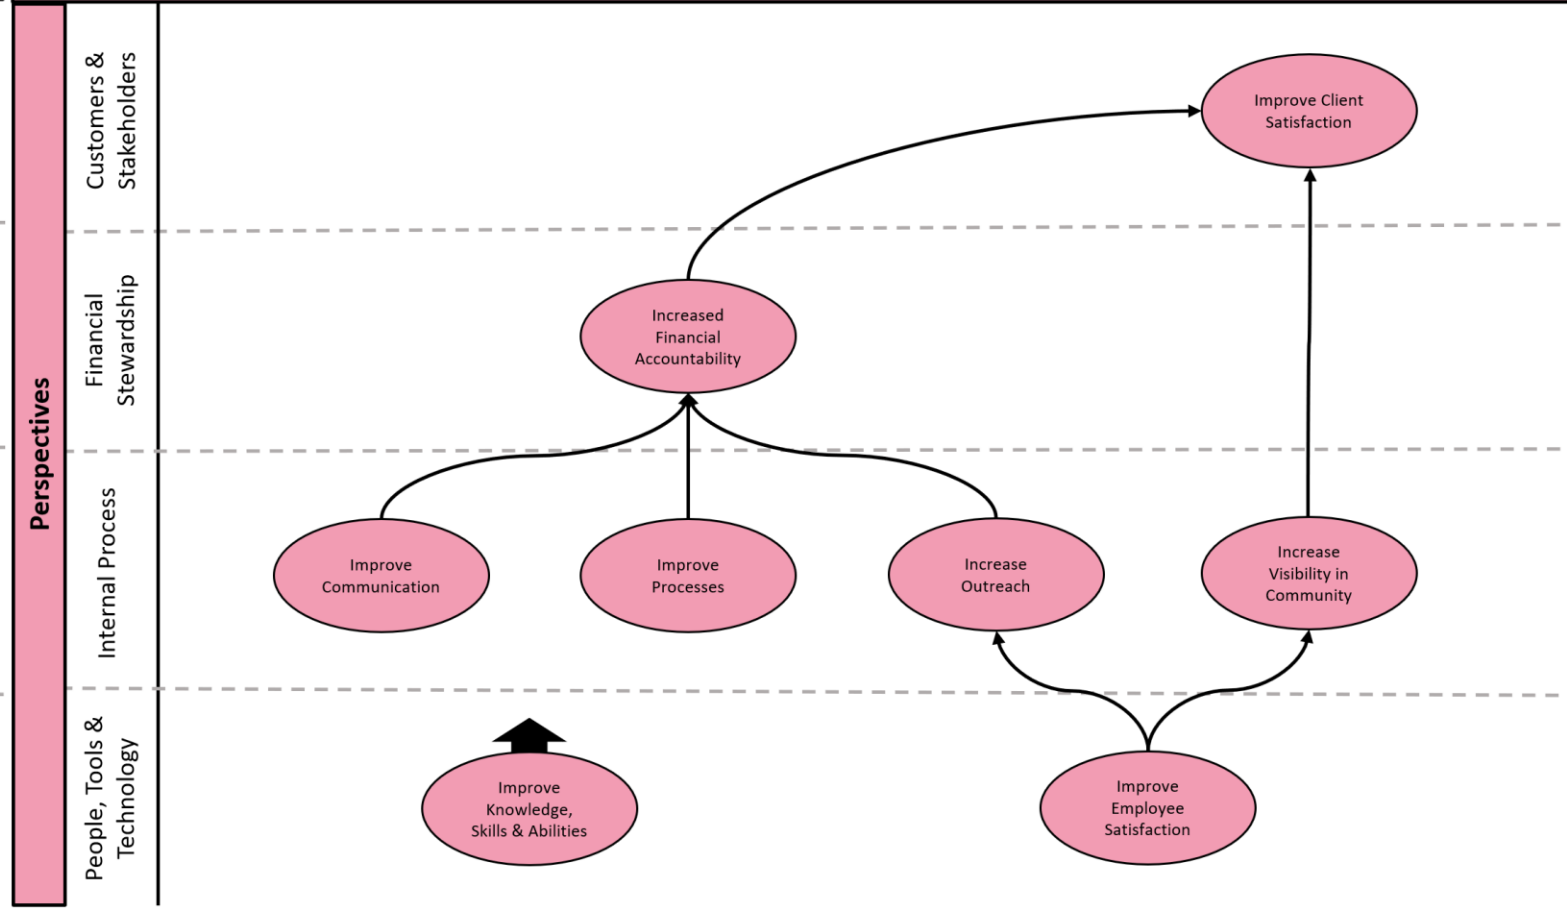 Perspectives
Customers &
Stakeholders
Improve Client
Satisfaction
Financial
Stewardship
Increased
Financial
Accountability
Internal Process
Improve
Communication
Improve
Processes
Increase
Outreach
Increase
Visibility in
Community
People, Tools &
Technology
Improve
Knowledge,
Skills & Abilities
Improve
Employee
Satisfaction